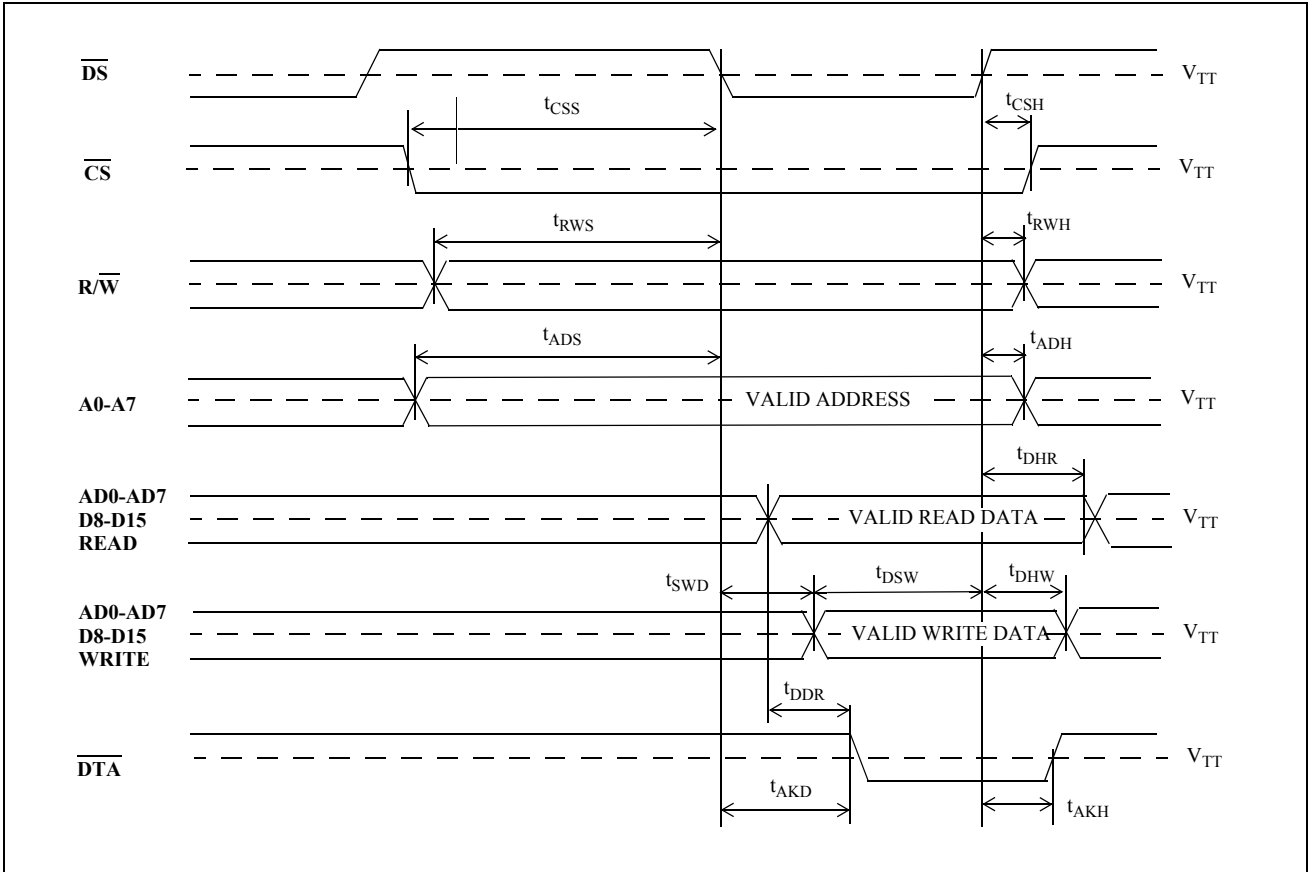 DS
VTT
tCSS
tCSH
CS
VTT
tRWS
tRWH
R/W
VTT
tADS
tADH
A0-A7
VALID ADDRESS
VTT
tDHR
AD0-AD7
D8-D15
READ
VALID READ DATA
VTT
tSWD
tDSW
tDHW
AD0-AD7
D8-D15
WRITE
VALID WRITE DATA
VTT
tDDR
DTA
VTT
tAKD
tAKH